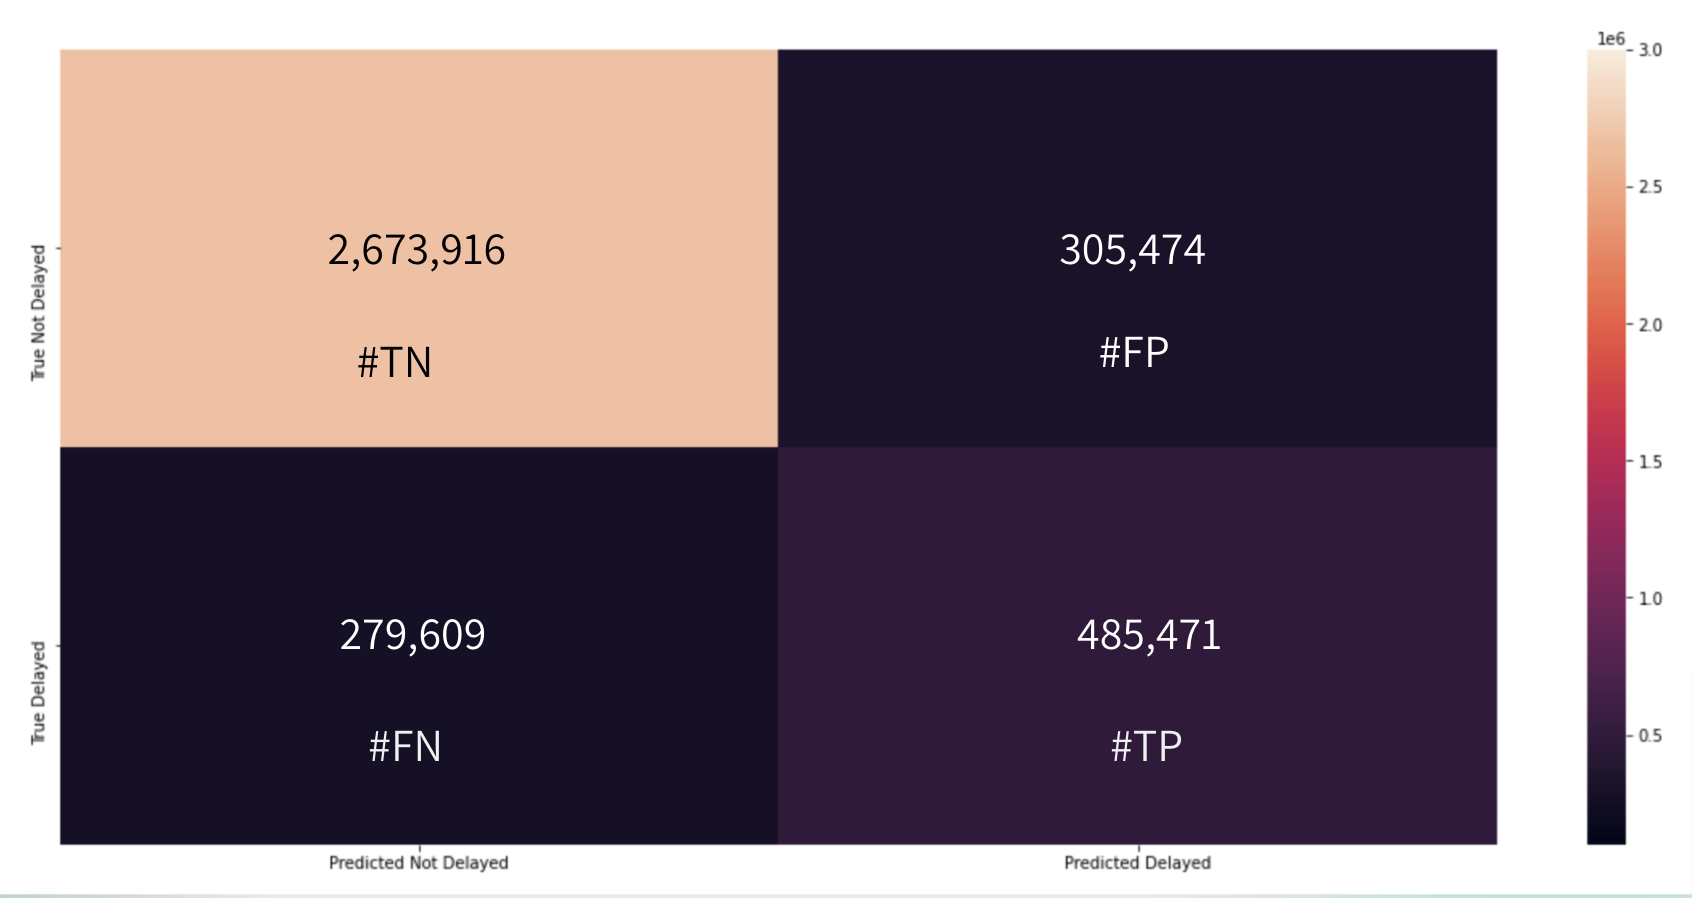 1e6
3.0
2.5
2.0
1.5
1.0
0.5
True Not Delayed
2,673,916
305,474
#TN
#FP
True Delayed
279,609
485,471
#FN
#TP
Predicted Not Delayed
Predicted Delayed